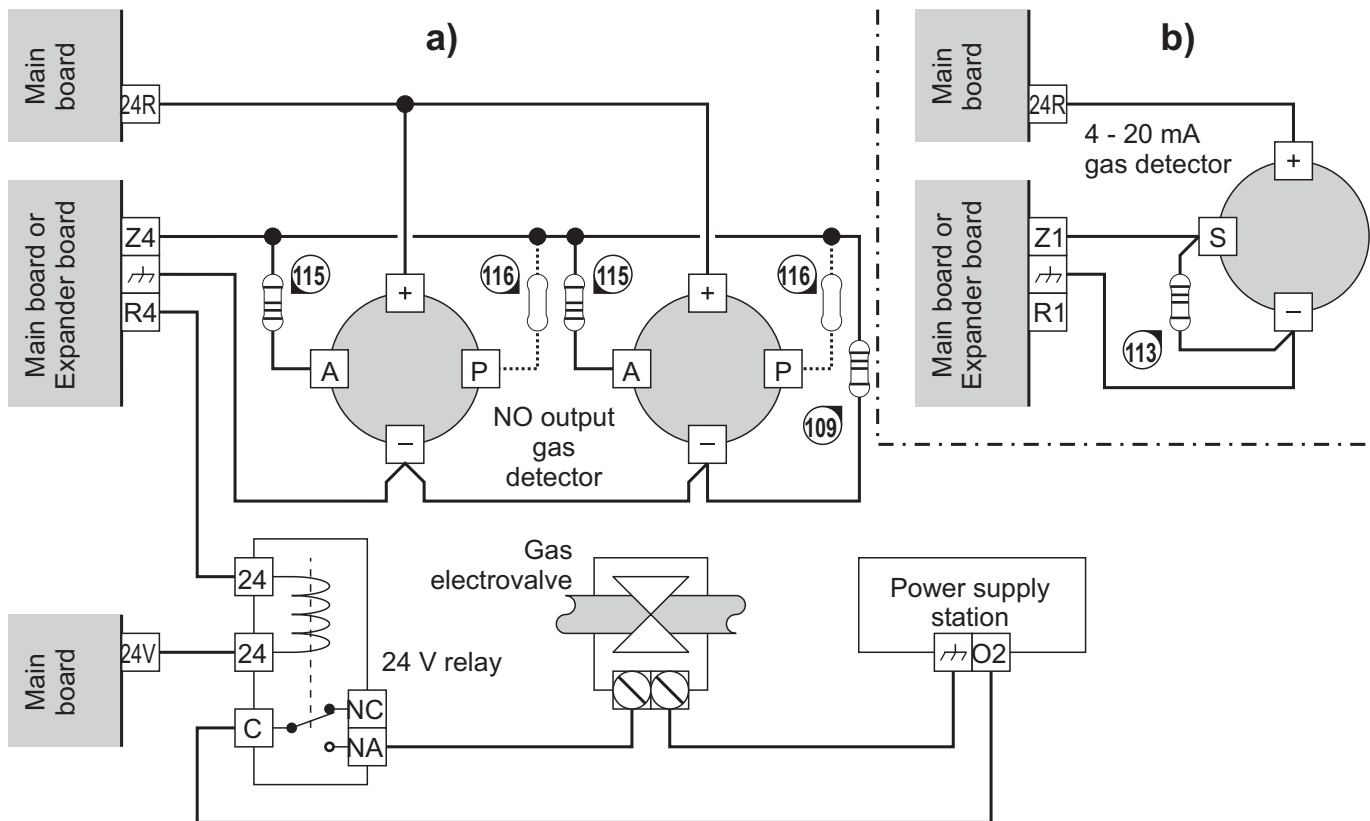 a)
Main
board
24R
Main board or
Expander board
Z4
R4
115
116
115
116
+
+
A
P
A
P
–
–
NO output
gas
detector
109
b)
Main
board
24R
4 - 20 mA
gas detector
+
Main board or
Expander board
Z1
R1
S
–
113
Main
board
24V
24
24
24 V relay
C
NC
NA
Gas
electrovalve
Power supply
station
O2